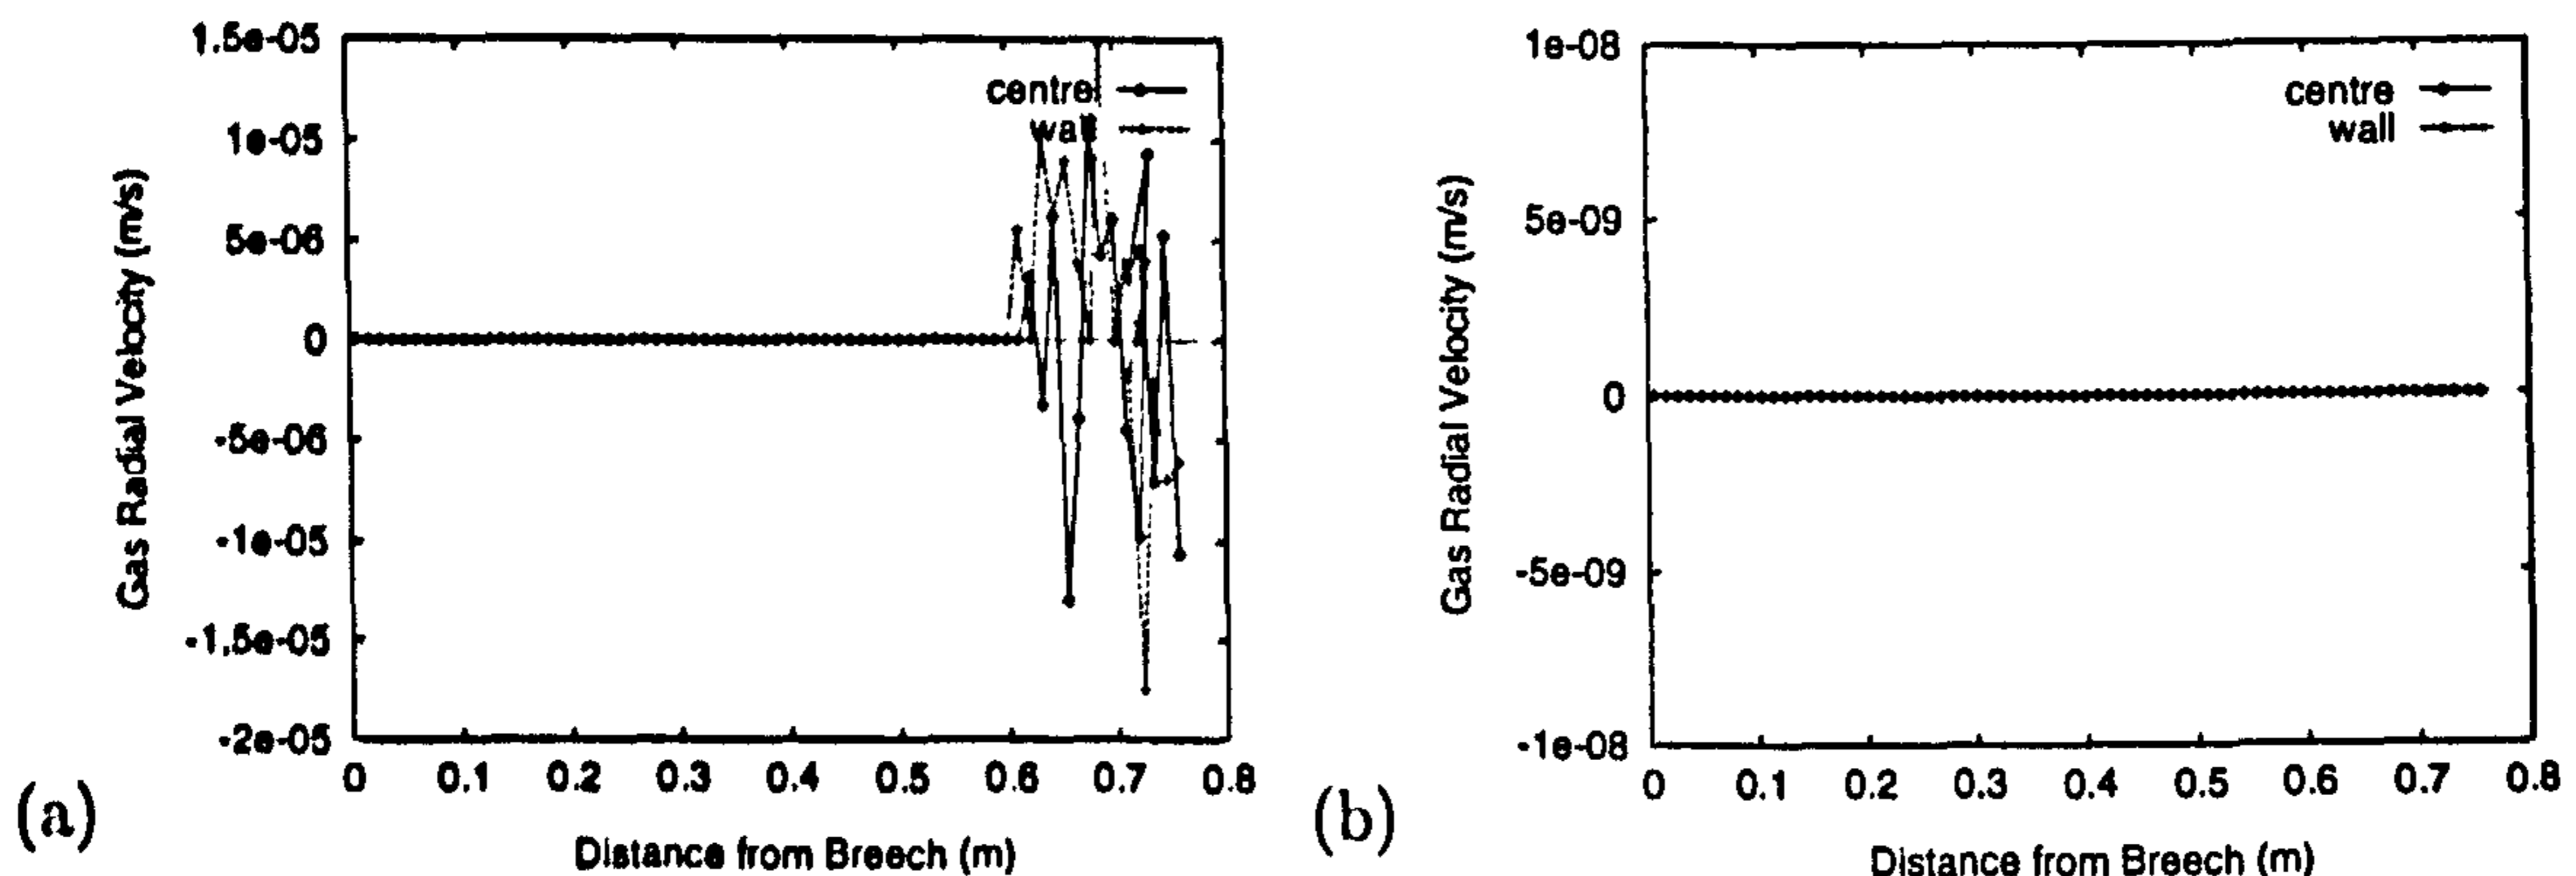 1.5e-05
1e-05
5e-06
0
-5e-06
-1e-05
-1.5e-05
-2e-05
Gas Radial Velocity (m/s)
centre
wall
0 0.1 0.2 0.3 0.4 0.5 0.6 0.7 0.8
Distance from Breech (m)
(a)
1e-08
5e-09
0
-5e-09
-1e-08
Gas Radial Velocity (m/s)
centre
wall
0 0.1 0.2 0.3 0.4 0.5 0.6 0.7 0.8
Distance from Breech (m)
(b)